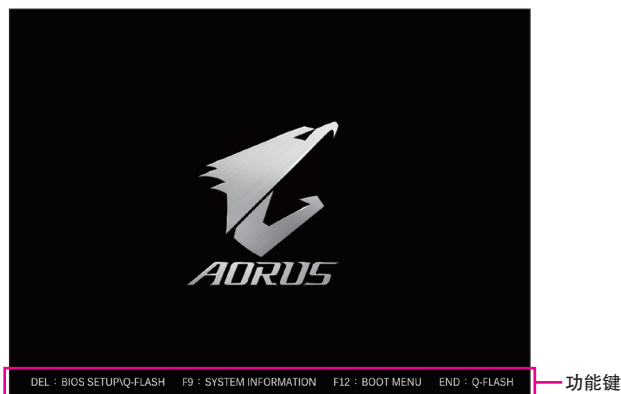 AORUS
DEL : BIOS SETUP\Q-FLASH F9 : SYSTEM INFORMATION F12 : BOOT MENU END : Q-FLASH
功能键